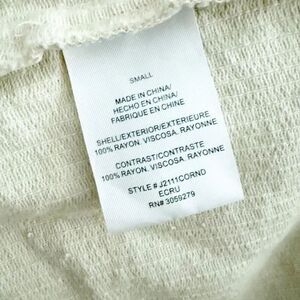 SMALL
MADE IN CHINA/
HECHO EN CHINA/
FABRIQUE EN CHINE
SHELL/EXTERIOR/EXTERIEURE
100% RAYON. VISCOSA. RAYONNE
CONTRAST/CONTRASTE
100% RAYON. VISCOSA. RAYONNE
STYLE # J2111CORND
ECRU
RN# 3059279